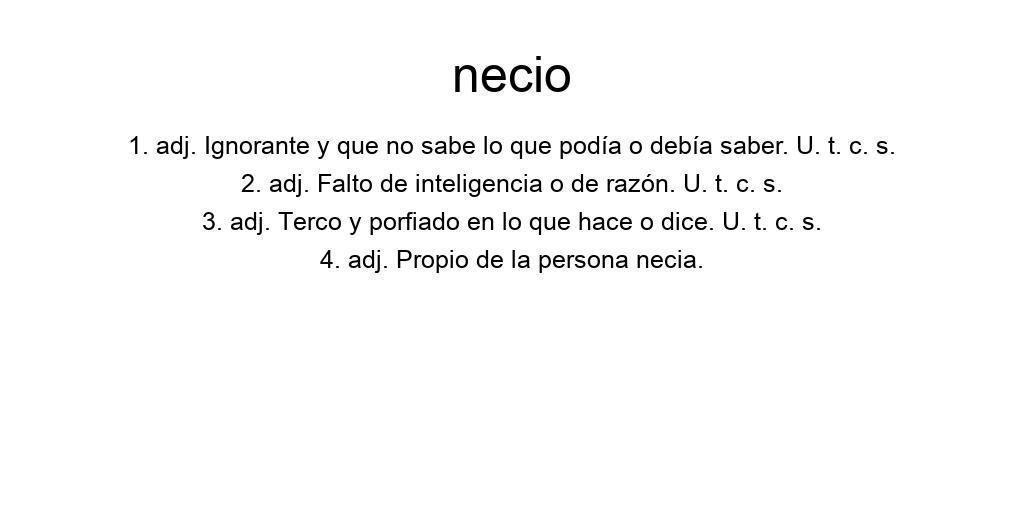 necio
1. adj. Ignorante y que no sabe lo que podía o debía saber. U. t. c. s.
2. adj. Falto de inteligencia o de razón. U. t. c. s.
3. adj. Terco y porfiado en lo que hace o dice. U. t. c. s.
4. adj. Propio de la persona necia.